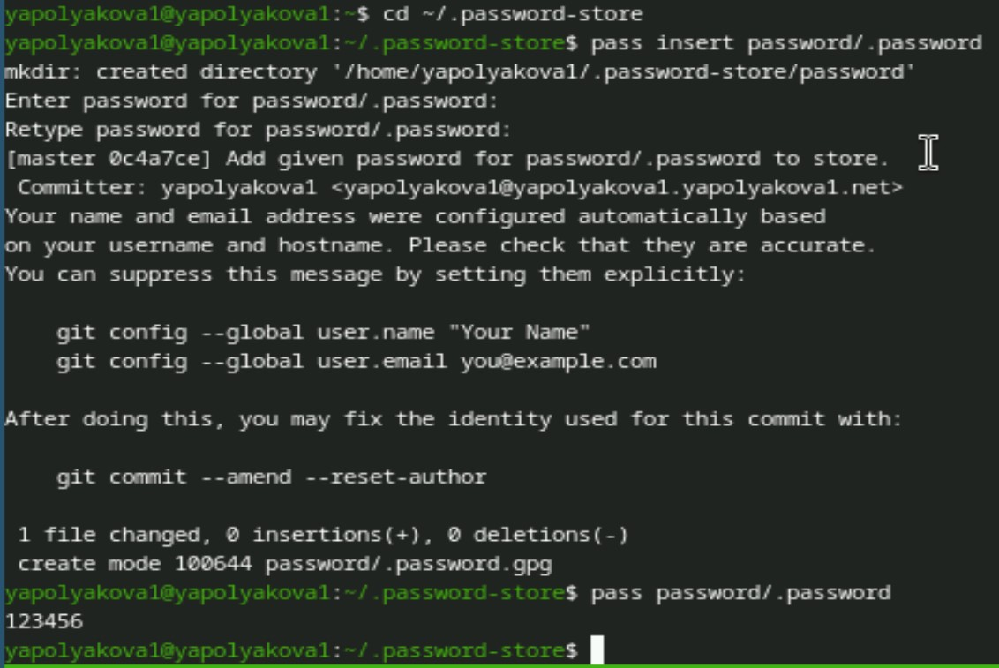 yapolyakova1@yapolyakova1:~$ cd ~/.password-store
yapolyakova1@yapolyakova1:~/.password-store$ pass insert password/.password
mkdir: created directory '/home/yapolyakova1/.password-store/password'
Enter password for password/.password:
Retype password for password/.password:
[master 0c4a7ce] Add given password for password/.password to store.
 Committer: yapolyakova1 <yapolyakova1@yapolyakova1.yapolyakova1.net>
Your name and email address were configured automatically based
on your username and hostname. Please check that they are accurate.
You can suppress this message by setting them explicitly:

    git config --global user.name "Your Name"
    git config --global user.email you@example.com

After doing this, you may fix the identity used for this commit with:

    git commit --amend --reset-author

 1 file changed, 0 insertions(+), 0 deletions(-)
 create mode 100644 password/.password.gpg
yapolyakova1@yapolyakova1:~/.password-store$ pass password/.password
123456
yapolyakova1@yapolyakova1:~/.password-store$